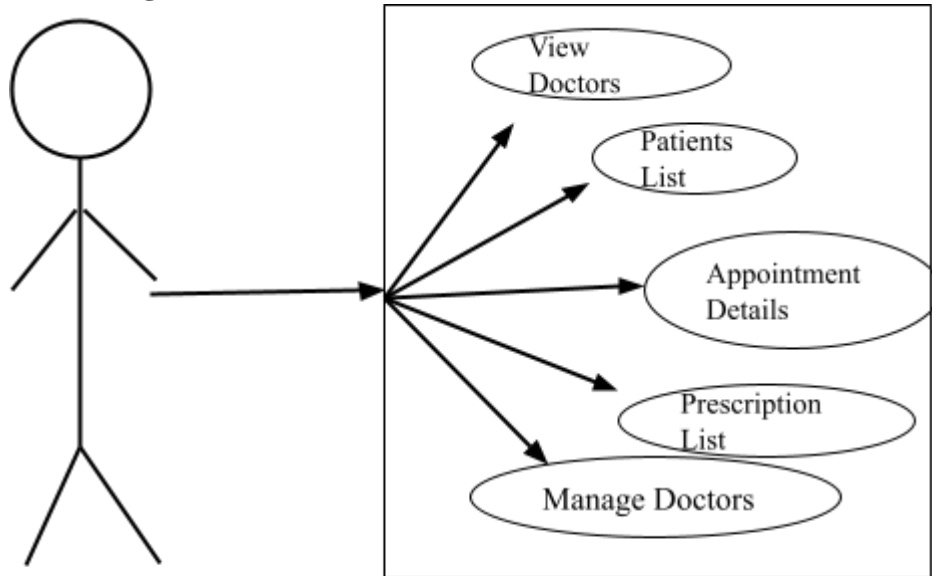 View
Doctors
Patients
List
Appointment
Details
Prescription
List
Manage Doctors